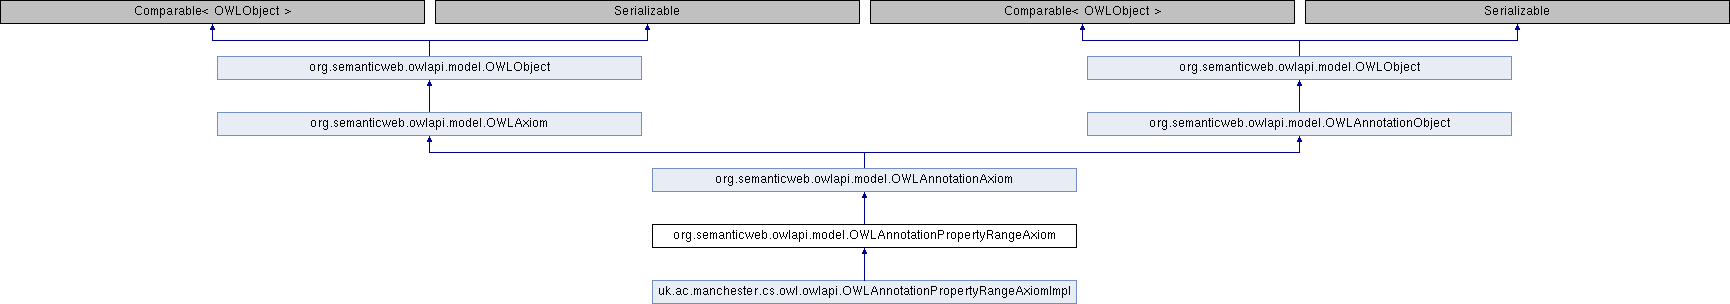 Comparable< OWLObject >
Serializable
Comparable< OWLObject >
Serializable
org.semanticweb.owlapi.model.OWLObject
org.semanticweb.owlapi.model.OWLObject
org.semanticweb.owlapi.model.OWLAxiom
org.semanticweb.owlapi.model.OWLAnnotationObject
org.semanticweb.owlapi.model.OWLAnnotationAxiom
org.semanticweb.owlapi.model.OWLAnnotationPropertyRangeAxiom
uk.ac.manchester.cs.owl.owlapi.OWLAnnotationPropertyRangeAxiomImpl